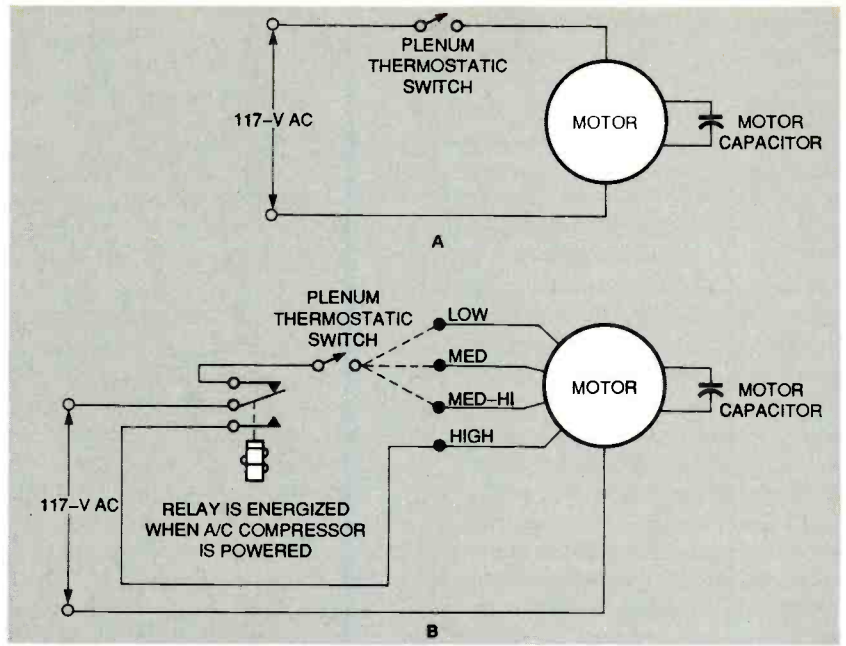 PLENUM
THERMOSTATIC
SWITCH
117–V AC
MOTOR
MOTOR
CAPACITOR
A
PLENUM
THERMOSTATIC
SWITCH
LOW
MED
MED–HI
HIGH
MOTOR
MOTOR
CAPACITOR
117–V AC
RELAY IS ENERGIZED
WHEN A/C COMPRESSOR
IS POWERED
B